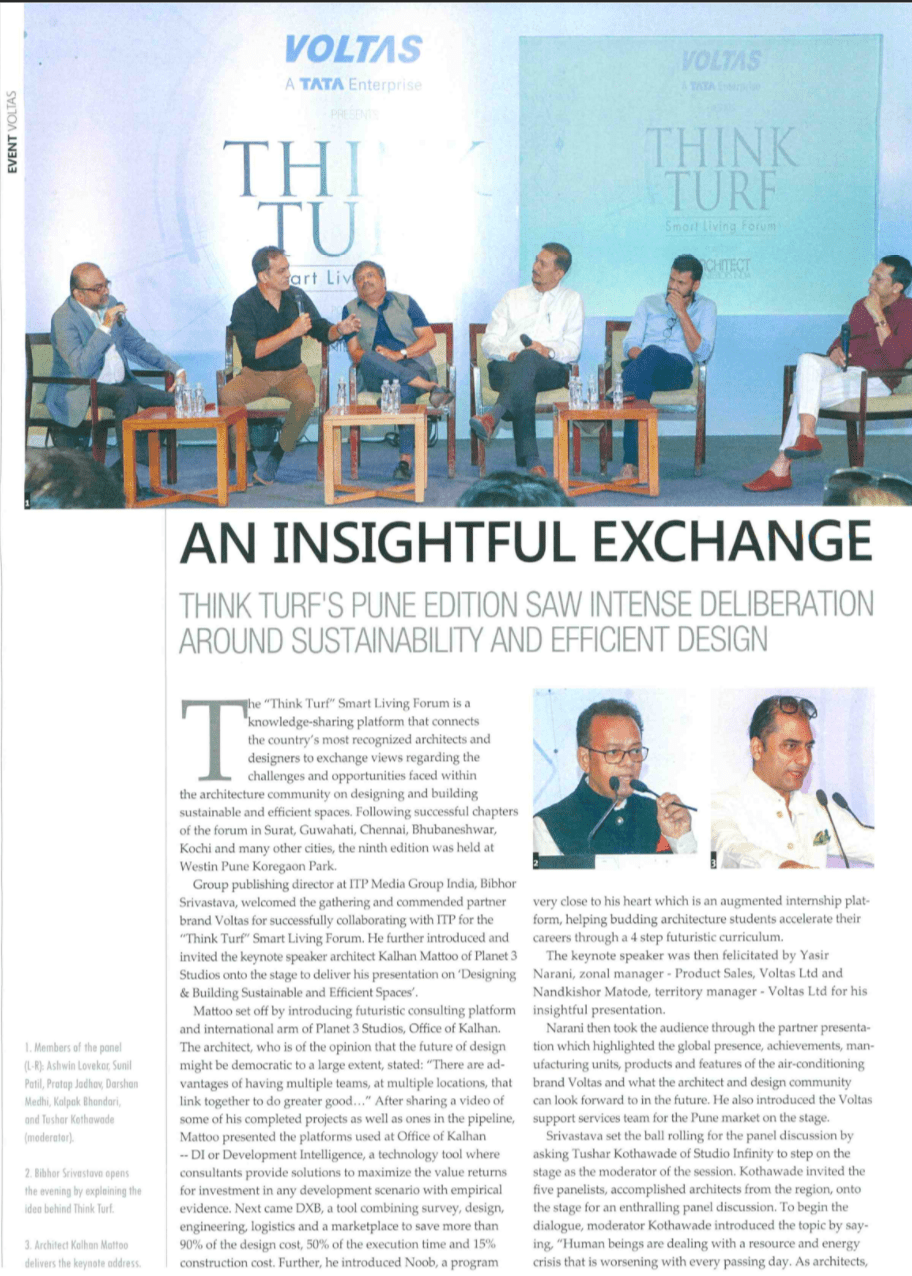 EVENT VOLTAS
VOLTAS
A TATA Enterprise
PRESENTS
THI K
TU
art Liv
VOLTAS
A TATA Enterprise
THINK
TURF
Smart Living Forum
1
AN INSIGHTFUL EXCHANGE
THINK TURF'S PUNE EDITION SAW INTENSE DELIBERATION
AROUND SUSTAINABILITY AND EFFICIENT DESIGN
The "Think Turf" Smart Living Forum is a
knowledge-sharing platform that connects
the country's most recognized architects and
designers to exchange views regarding the
challenges and opportunities faced within
the architecture community on designing and building
sustainable and efficient spaces. Following successful chapters
of the forum in Surat, Guwahati, Chennai, Bhubaneshwar,
Kochi and many other cities, the ninth edition was held at
Westin Pune Koregaon Park.
Group publishing director at ITP Media Group India, Bibhor
Srivastava, welcomed the gathering and commended partner
brand Voltas for successfully collaborating with ITP for the
"Think Turf" Smart Living Forum. He further introduced and
invited the keynote speaker architect Kalhan Mattoo of Planet 3
Studios onto the stage to deliver his presentation on 'Designing
& Building Sustainable and Efficient Spaces'.
Mattoo set off by introducing futuristic consulting platform
and international arm of Planet 3 Studios, Office of Kalhan.
The architect, who is of the opinion that the future of design
might be democratic to a large extent, stated: "There are ad-
vantages of having multiple teams, at multiple locations, that
link together to do greater good..." After sharing a video of
some of his completed projects as well as ones in the pipeline,
Mattoo presented the platforms used at Office of Kalhan
-- DI or Development Intelligence, a technology tool where
consultants provide solutions to maximize the value returns
for investment in any development scenario with empirical
evidence. Next came DXB, a tool combining survey, design,
engineering, logistics and a marketplace to save more than
90% of the design cost, 50% of the execution time and 15%
construction cost. Further, he introduced Noob, a program
2
3
very close to his heart which is an augmented internship plat-
form, helping budding architecture students accelerate their
careers through a 4 step futuristic curriculum.
The keynote speaker was then felicitated by Yasir
Narani, zonal manager - Product Sales, Voltas Ltd and
Nandkishor Matode, territory manager - Voltas Ltd for his
insightful presentation.
Narani then took the audience through the partner presenta-
tion which highlighted the global presence, achievements, man-
ufacturing units, products and features of the air-conditioning
brand Voltas and what the architect and design community
can look forward to in the future. He also introduced the Voltas
support services team for the Pune market on the stage.
Srivastava set the ball rolling for the panel discussion by
asking Tushar Kothawade of Studio Infinity to step on the
stage as the moderator of the session. Kothawade invited the
five panelists, accomplished architects from the region, onto
the stage for an enthralling panel discussion. To begin the
dialogue, moderator Kothawade introduced the topic by say-
ing, "Human beings are dealing with a resource and energy
crisis that is worsening with every passing day. As architects,
1. Members of the panel
(L-R): Ashwin Lovekar, Sunil
Patil, Pratap Jadhav, Darshan
Medhi, Kalpak Bhandari,
and Tushar Kothawade
(moderator).
2. Bibhor Srivastava opens
the evening by explaining the
idea behind Think Turf.
3. Architect Kalhan Mattoo
delivers the keynote address.